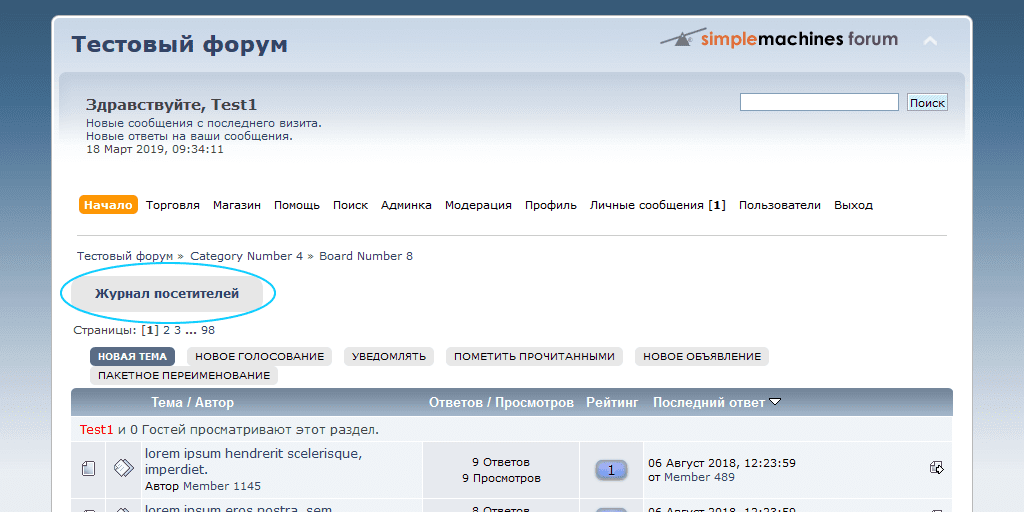 Тестовый форум
simplemachines forum
Здравствуйте, Test1
Новые сообщения с последнего визита.
Новые ответы на ваши сообщения.
18 Март 2019, 09:34:11
Поиск
Начало Торговля Магазин Помощь Поиск Админка Модерация Профиль Личные сообщения [1] Пользователи Выход
Тестовый форум » Category Number 4 » Board Number 8
Журнал посетителей
Страницы: [1] 2 3 ... 98
НОВАЯ ТЕМА НОВОЕ ГОЛОСОВАНИЕ УВЕДОМЛЯТЬ ПОМЕТИТЬ ПРОЧИТАННЫМИ НОВОЕ ОБЪЯВЛЕНИЕ
ПАКЕТНОЕ ПЕРЕИМЕНОВАНИЕ
Тема / Автор Ответов / Просмотров Рейтинг Последний ответ
Test1 и 0 Гостей просматривают этот раздел.
lorem ipsum hendrerit scelerisque,
imperdiet.
Автор Member 1145
9 Ответов
9 Просмотров
1
06 Август 2018, 12:23:59
от Member 489
lorem ipsum eros nostra, sem
8 Ответов
06 Август 2018, 12:23:59